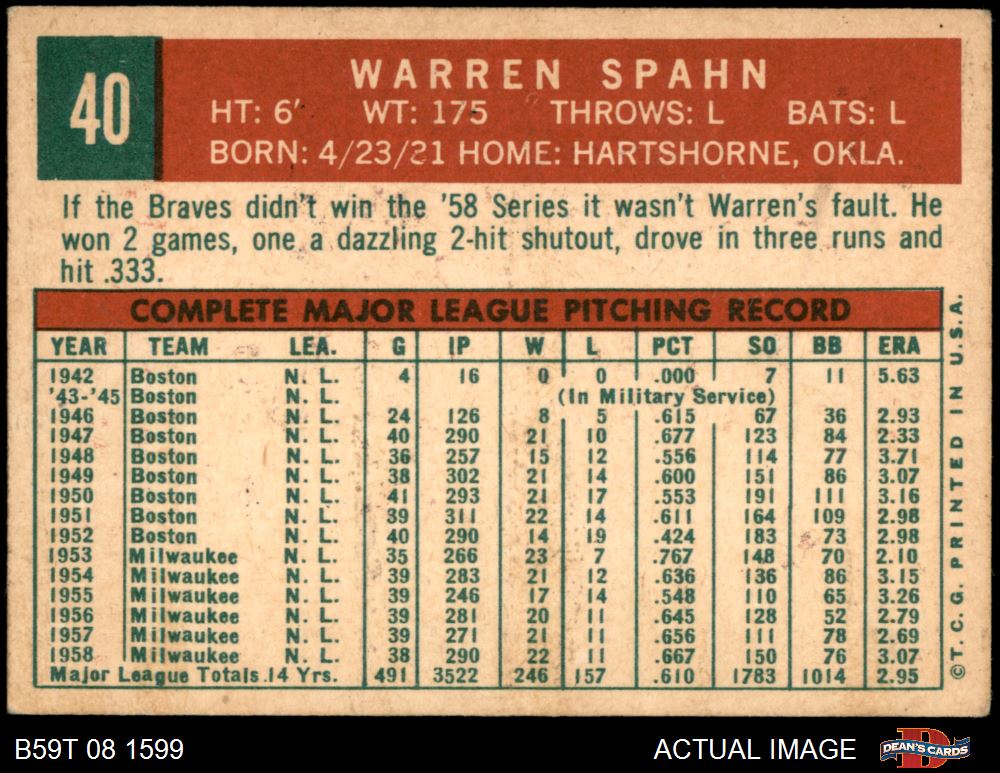 40
WARREN SPAHN
HT: 6' WT: 175 THROWS: L BATS: L
BORN: 4/23/21 HOME: HARTSHORNE, OKLA.
If the Braves didn't win the '58 Series it wasn't Warren's fault. He
won 2 games, one a dazzling 2-hit shutout, drove in three runs and
hit .333.
COMPLETE MAJOR LEAGUE PITCHING RECORD
YEAR TEAM LEA. G IP W L PCT SO BB ERA
1942 Boston N. L. 4 16 0 0 .000 7 11 5.63
'43-'45 Boston N. L. (In Military Service)
1946 Boston N. L. 24 126 8 5 .615 67 36 2.93
1947 Boston N. L. 40 290 21 10 .677 123 84 2.33
1948 Boston N. L. 36 257 15 12 .556 114 77 3.71
1949 Boston N. L. 38 302 21 14 .600 151 86 3.07
1950 Boston N. L. 41 293 21 17 .553 191 111 3.16
1951 Boston N. L. 39 311 22 14 .611 164 109 2.98
1952 Boston N. L. 40 290 14 19 .424 183 73 2.98
1953 Milwaukee N. L. 35 266 23 7 .767 148 70 2.10
1954 Milwaukee N. L. 39 283 21 12 .636 136 86 3.15
1955 Milwaukee N. L. 39 246 17 14 .548 110 65 3.26
1956 Milwaukee N. L. 39 281 20 11 .645 128 52 2.79
1957 Milwaukee N. L. 39 271 21 11 .656 111 78 2.69
1958 Milwaukee N. L. 38 290 22 11 .667 150 76 3.07
Major League Totals 14 Yrs. 491 3522 246 157 .610 1783 1014 2.95
©T.C.G. PRINTED IN U.S.A.
B59T 08 1599
ACTUAL IMAGE
DEAN'S CARDS